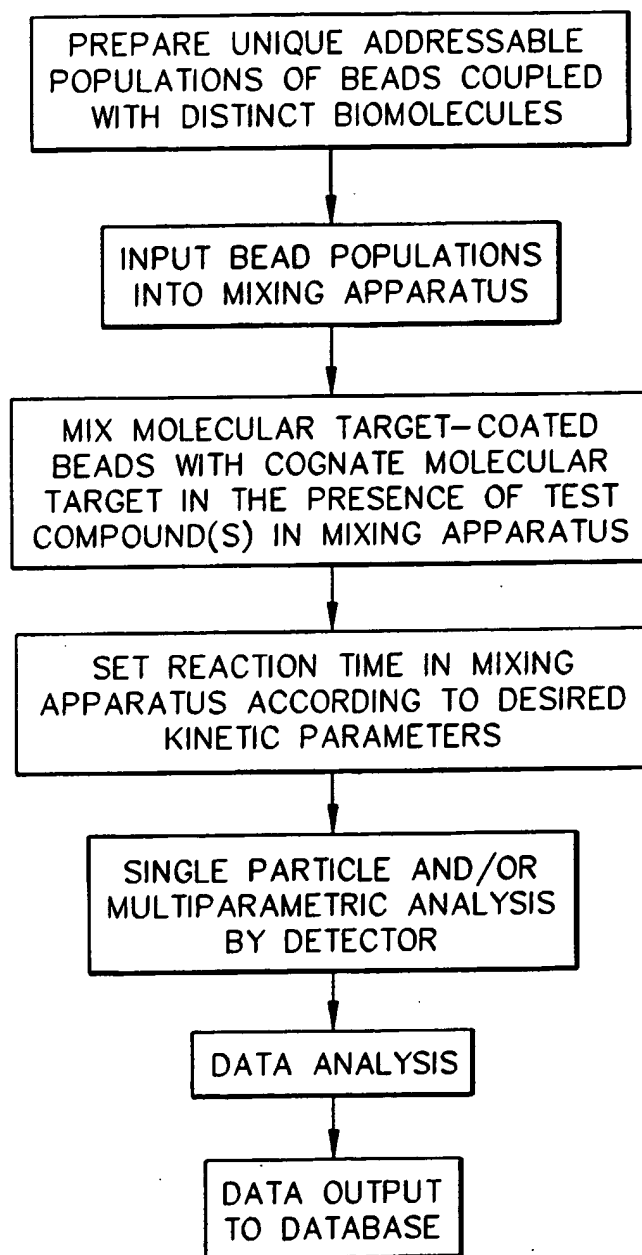 PREPARE UNIQUE ADDRESSABLE
POPULATIONS OF BEADS COUPLED
WITH DISTINCT BIOMOLECULES
INPUT BEAD POPULATIONS
INTO MIXING APPARATUS
MIX MOLECULAR TARGET-COATED
BEADS WITH COGNATE MOLECULAR
TARGET IN THE PRESENCE OF TEST
COMPOUND(S) IN MIXING APPARATUS
SET REACTION TIME IN MIXING
APPARATUS ACCORDING TO DESIRED
KINETIC PARAMETERS
SINGLE PARTICLE AND/OR
MULTIPARAMETRIC ANALYSIS
BY DETECTOR
DATA ANALYSIS
DATA OUTPUT
TO DATABASE